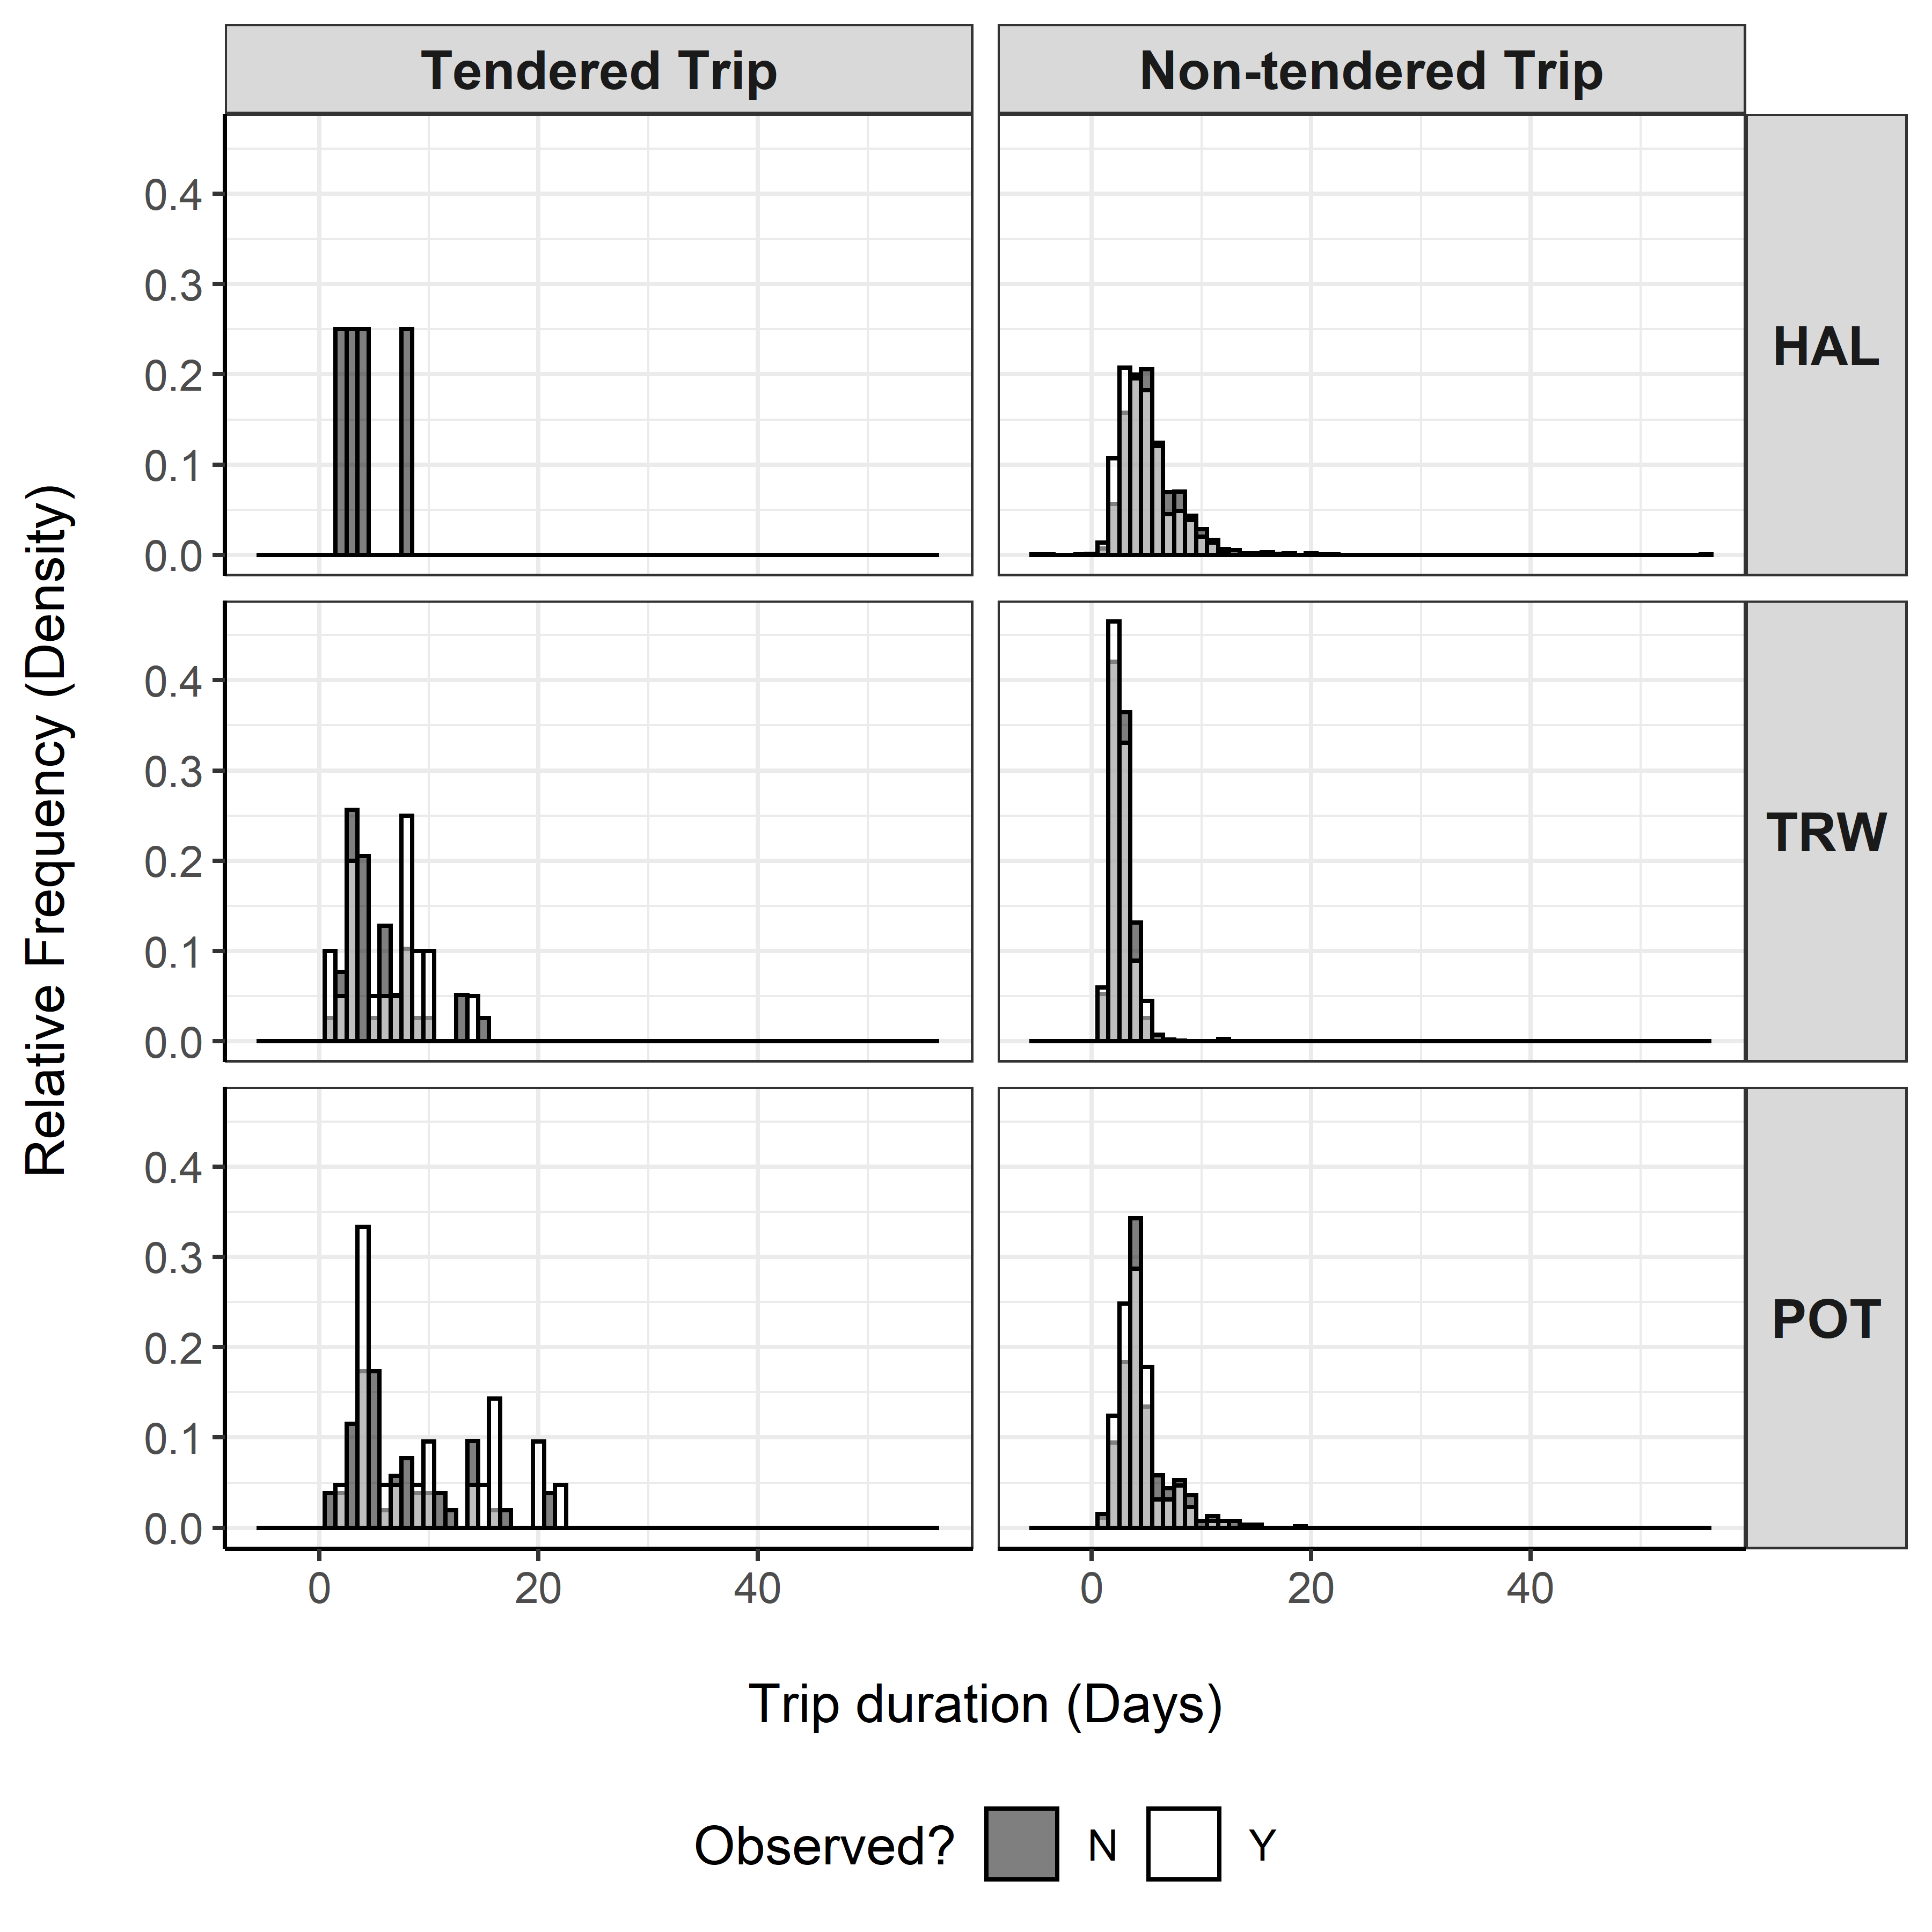 Tendered Trip
Non-tendered Trip
0.4
0.3
0.2
0.1
0.0
HAL
0.4
0.3
0.2
0.1
0.0
TRW
0.4
0.3
0.2
0.1
0.0
POT
0 20 40
0 20 40
Relative Frequency (Density)
Trip duration (Days)
Observed? N Y